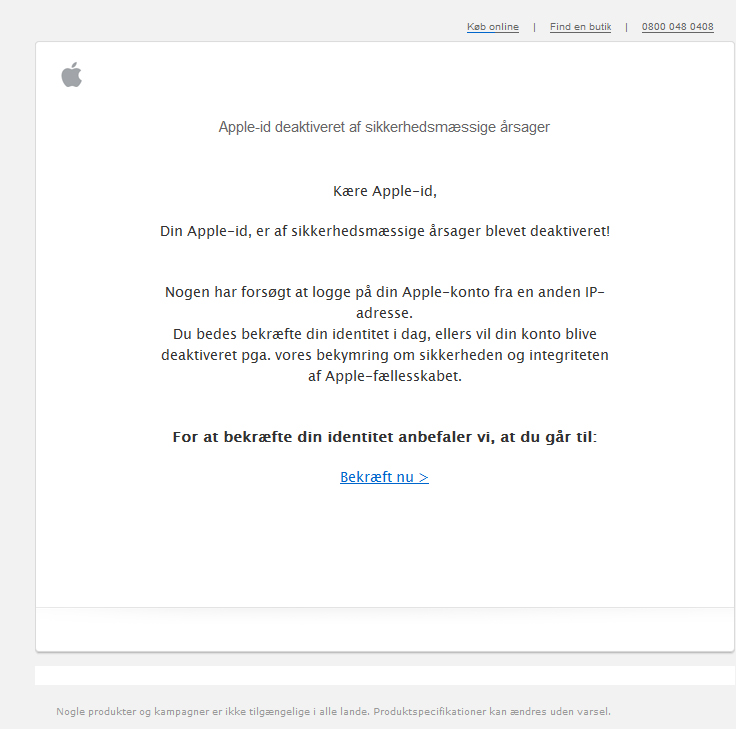 Køb online | Find en butik | 0800 048 0408
Apple-id deaktiveret af sikkerhedsmæssige årsager
Kære Apple-id,
Din Apple-id, er af sikkerhedsmæssige årsager blevet deaktiveret!
Nogen har forsøgt at logge på din Apple-konto fra en anden IP-
adresse.
Du bedes bekræfte din identitet i dag, ellers vil din konto blive
deaktiveret pga. vores bekymring om sikkerheden og integriteten
af Apple-fællesskabet.
For at bekræfte din identitet anbefaler vi, at du går til:
Bekræft nu >
Nogle produkter og kampagner er ikke tilgængelige i alle lande. Produktspecifikationer kan ændres uden varsel.